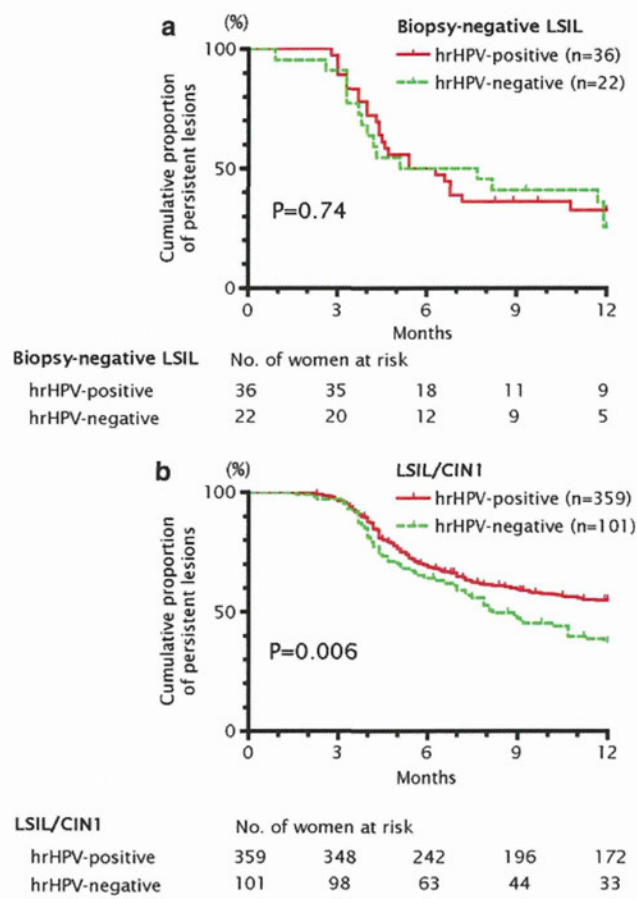 a
(%)
Biopsy-negative LSIL
hrHPV-positive (n=36)
hrHPV-negative (n=22)
100
50
0
Cumulative proportion
of persistent lesions
P=0.74
0 3 6 9 12
Months
Biopsy-negative LSIL No. of women at risk
hrHPV-positive 36 35 18 11 9
hrHPV-negative 22 20 12 9 5
b
(%)
LSIL/CIN1
hrHPV-positive (n=359)
hrHPV-negative (n=101)
100
50
0
Cumulative proportion
of persistent lesions
P=0.006
0 3 6 9 12
Months
LSIL/CIN1 No. of women at risk
hrHPV-positive 359 348 242 196 172
hrHPV-negative 101 98 63 44 33